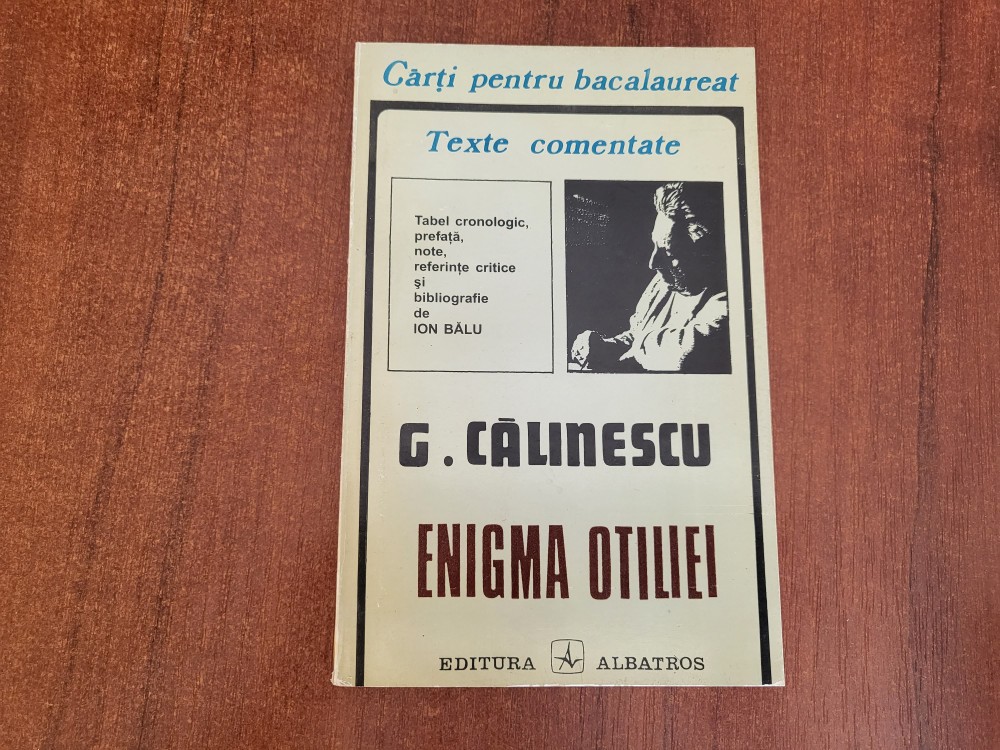 Cărți pentru bacalaureat
Texte comentate
Tabel cronologic,
prefață,
note,
referințe critice
și
bibliografie
de
ION BĂLU
G. CĂLINESCU
ENIGMA OTILIEI
EDITURA ALBATROS